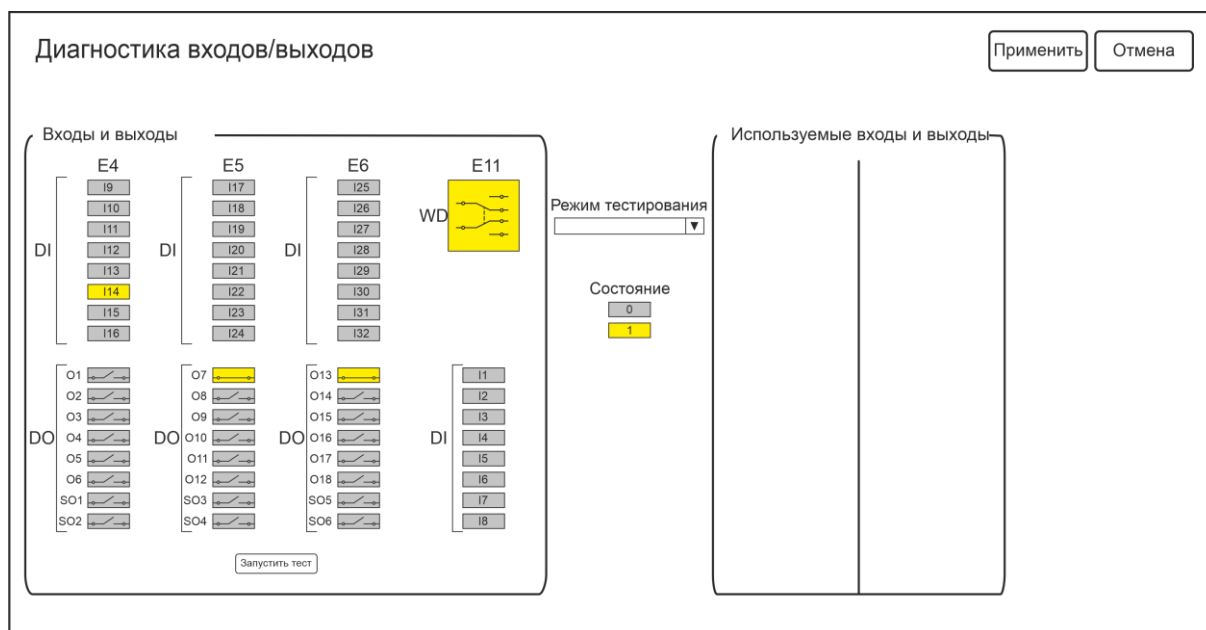 Диагностика входов/выходов
Применить
Отмена
Входы и выходы
E4 E5 E6 E11
DI
I9
I10
I11
I12
I13
I14
I15
I16
DI
I17
I18
I19
I20
I21
I22
I23
I24
DI
I25
I26
I27
I28
I29
I30
I31
I32
WD
DO
O1
O2
O3
O4
O5
O6
SO1
SO2
DO
O7
O8
O9
O10
O11
O12
SO3
SO4
DO
O13
O14
O15
O16
O17
O18
SO5
SO6
DI
I1
I2
I3
I4
I5
I6
I7
I8
Запустить тест
Режим тестирования
Состояние
0
1
Используемые входы и выходы